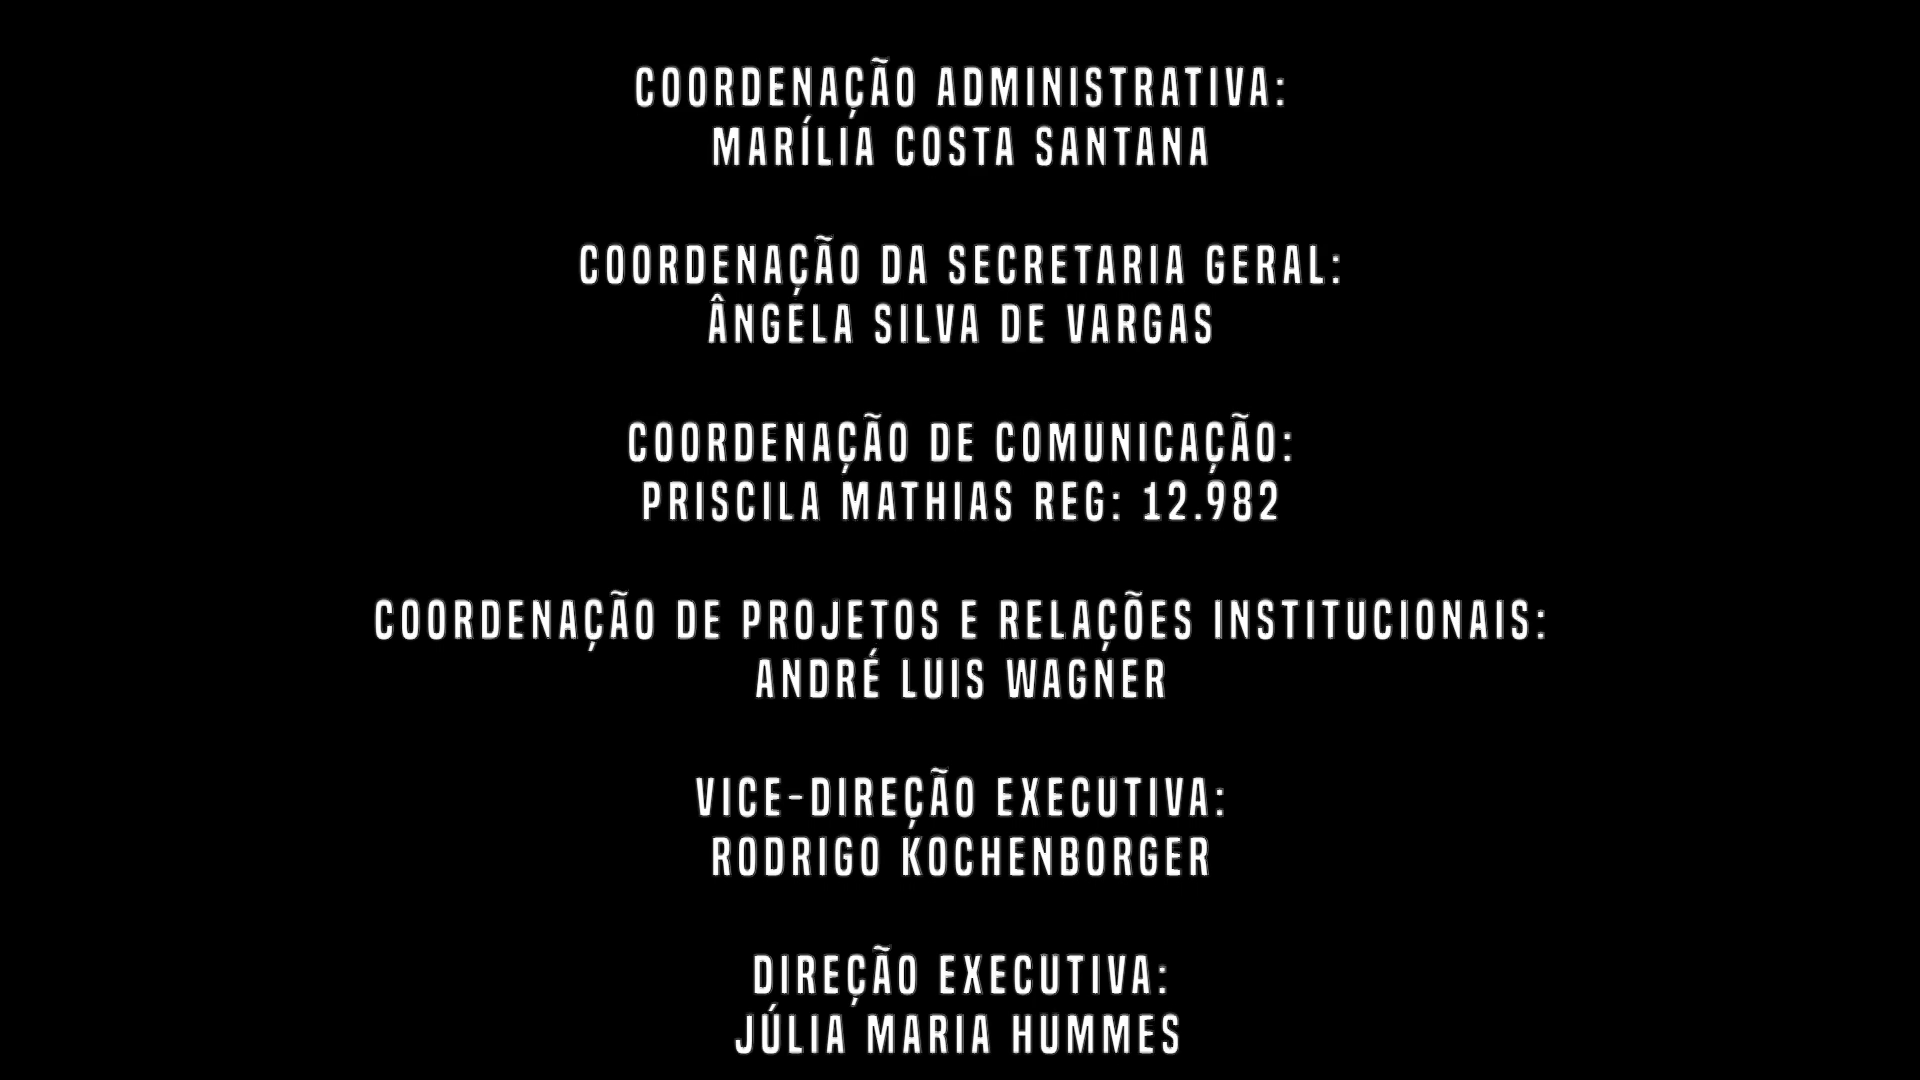 COORDENAÇÃO ADMINISTRATIVA:
MARÍLIA COSTA SANTANA
COORDENAÇÃO DA SECRETARIA GERAL:
ÂNGELA SILVA DE VARGAS
COORDENAÇÃO DE COMUNICAÇÃO:
PRISCILA MATHIAS REG: 12.982
COORDENAÇÃO DE PROJETOS E RELAÇÕES INSTITUCIONAIS:
ANDRÉ LUIS WAGNER
VICE-DIREÇÃO EXECUTIVA:
RODRIGO KOCHENBORGER
DIREÇÃO EXECUTIVA:
JÚLIA MARIA HUMMES